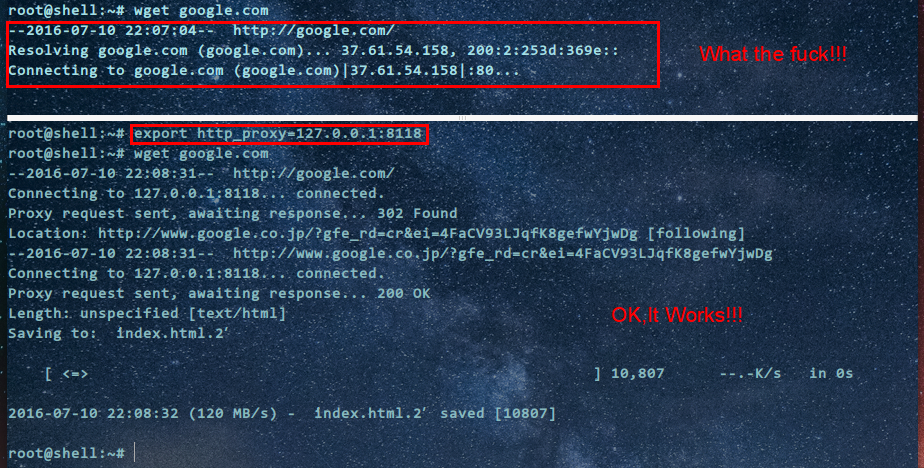 root@shell:~# wget google.com
--2016-07-10 22:07:04--  http://google.com/
Resolving google.com (google.com)... 37.61.54.158, 200:2:253d:369e::
Connecting to google.com (google.com)|37.61.54.158|:80...
What the fuck!!!
root@shell:~# export http_proxy=127.0.0.1:8118
root@shell:~# wget google.com
--2016-07-10 22:08:31--  http://google.com/
Connecting to 127.0.0.1:8118... connected.
Proxy request sent, awaiting response... 302 Found
Location: http://www.google.co.jp/?gfe_rd=cr&ei=4FaCV93LJqfK8gefwYjwDg [following]
--2016-07-10 22:08:31--  http://www.google.co.jp/?gfe_rd=cr&ei=4FaCV93LJqfK8gefwYjwDg
Connecting to 127.0.0.1:8118... connected.
Proxy request sent, awaiting response... 200 OK
Length: unspecified [text/html]
OK,It Works!!!
Saving to: ‘index.html.2’
[ <=> ] 10,807 --.-K/s in 0s
2016-07-10 22:08:32 (120 MB/s) - ‘index.html.2’ saved [10807]
root@shell:~#